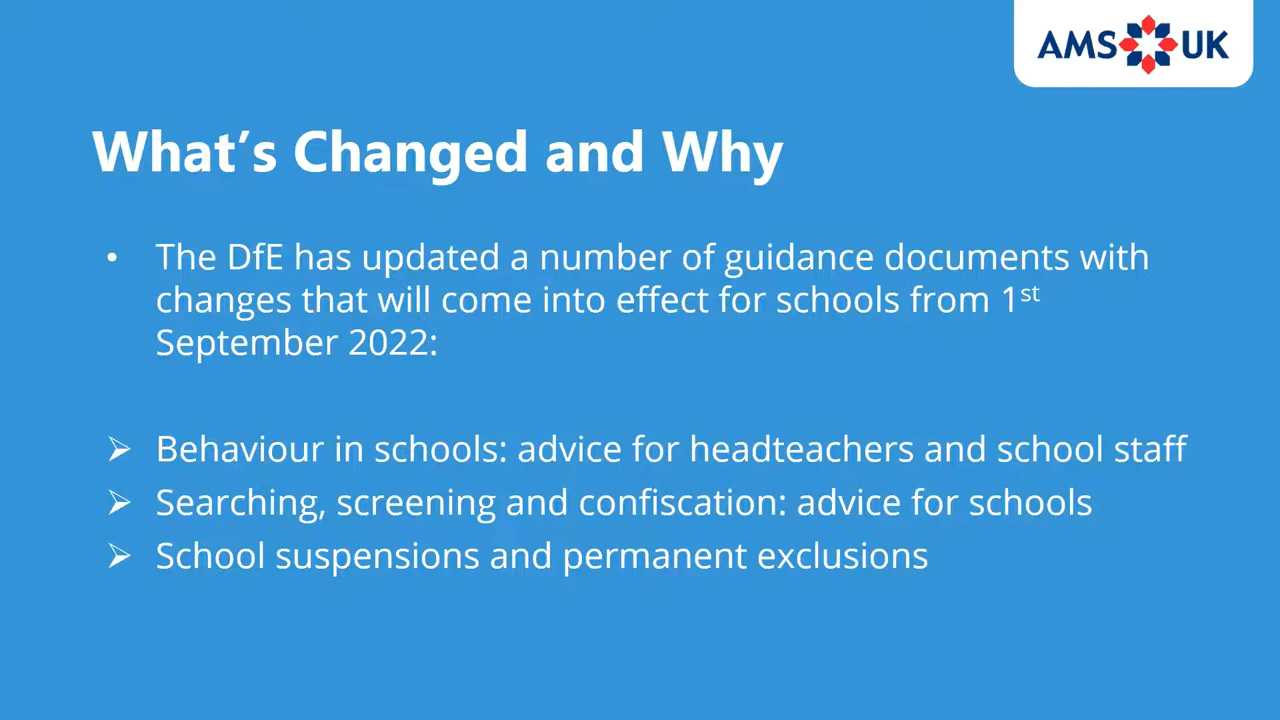 AMS UK
What’s Changed and Why
• The DfE has updated a number of guidance documents with
changes that will come into effect for schools from 1st
September 2022:
➢ Behaviour in schools: advice for headteachers and school staff
➢ Searching, screening and confiscation: advice for schools
➢ School suspensions and permanent exclusions